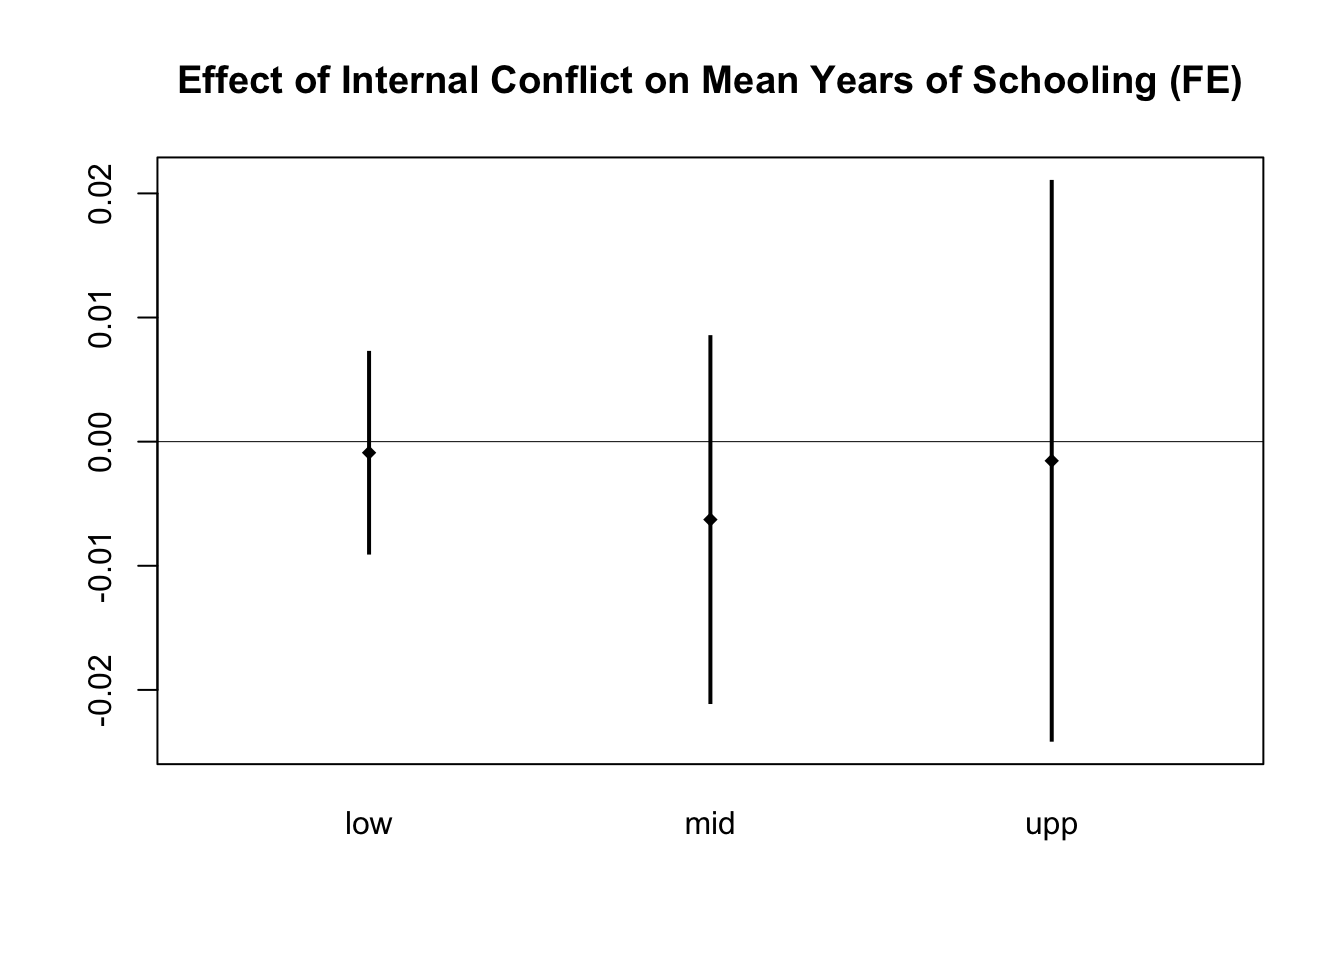 Effect of Internal Conflict on Mean Years of Schooling (FE)
0.02
0.01
0.00
-0.01
-0.02
low mid upp